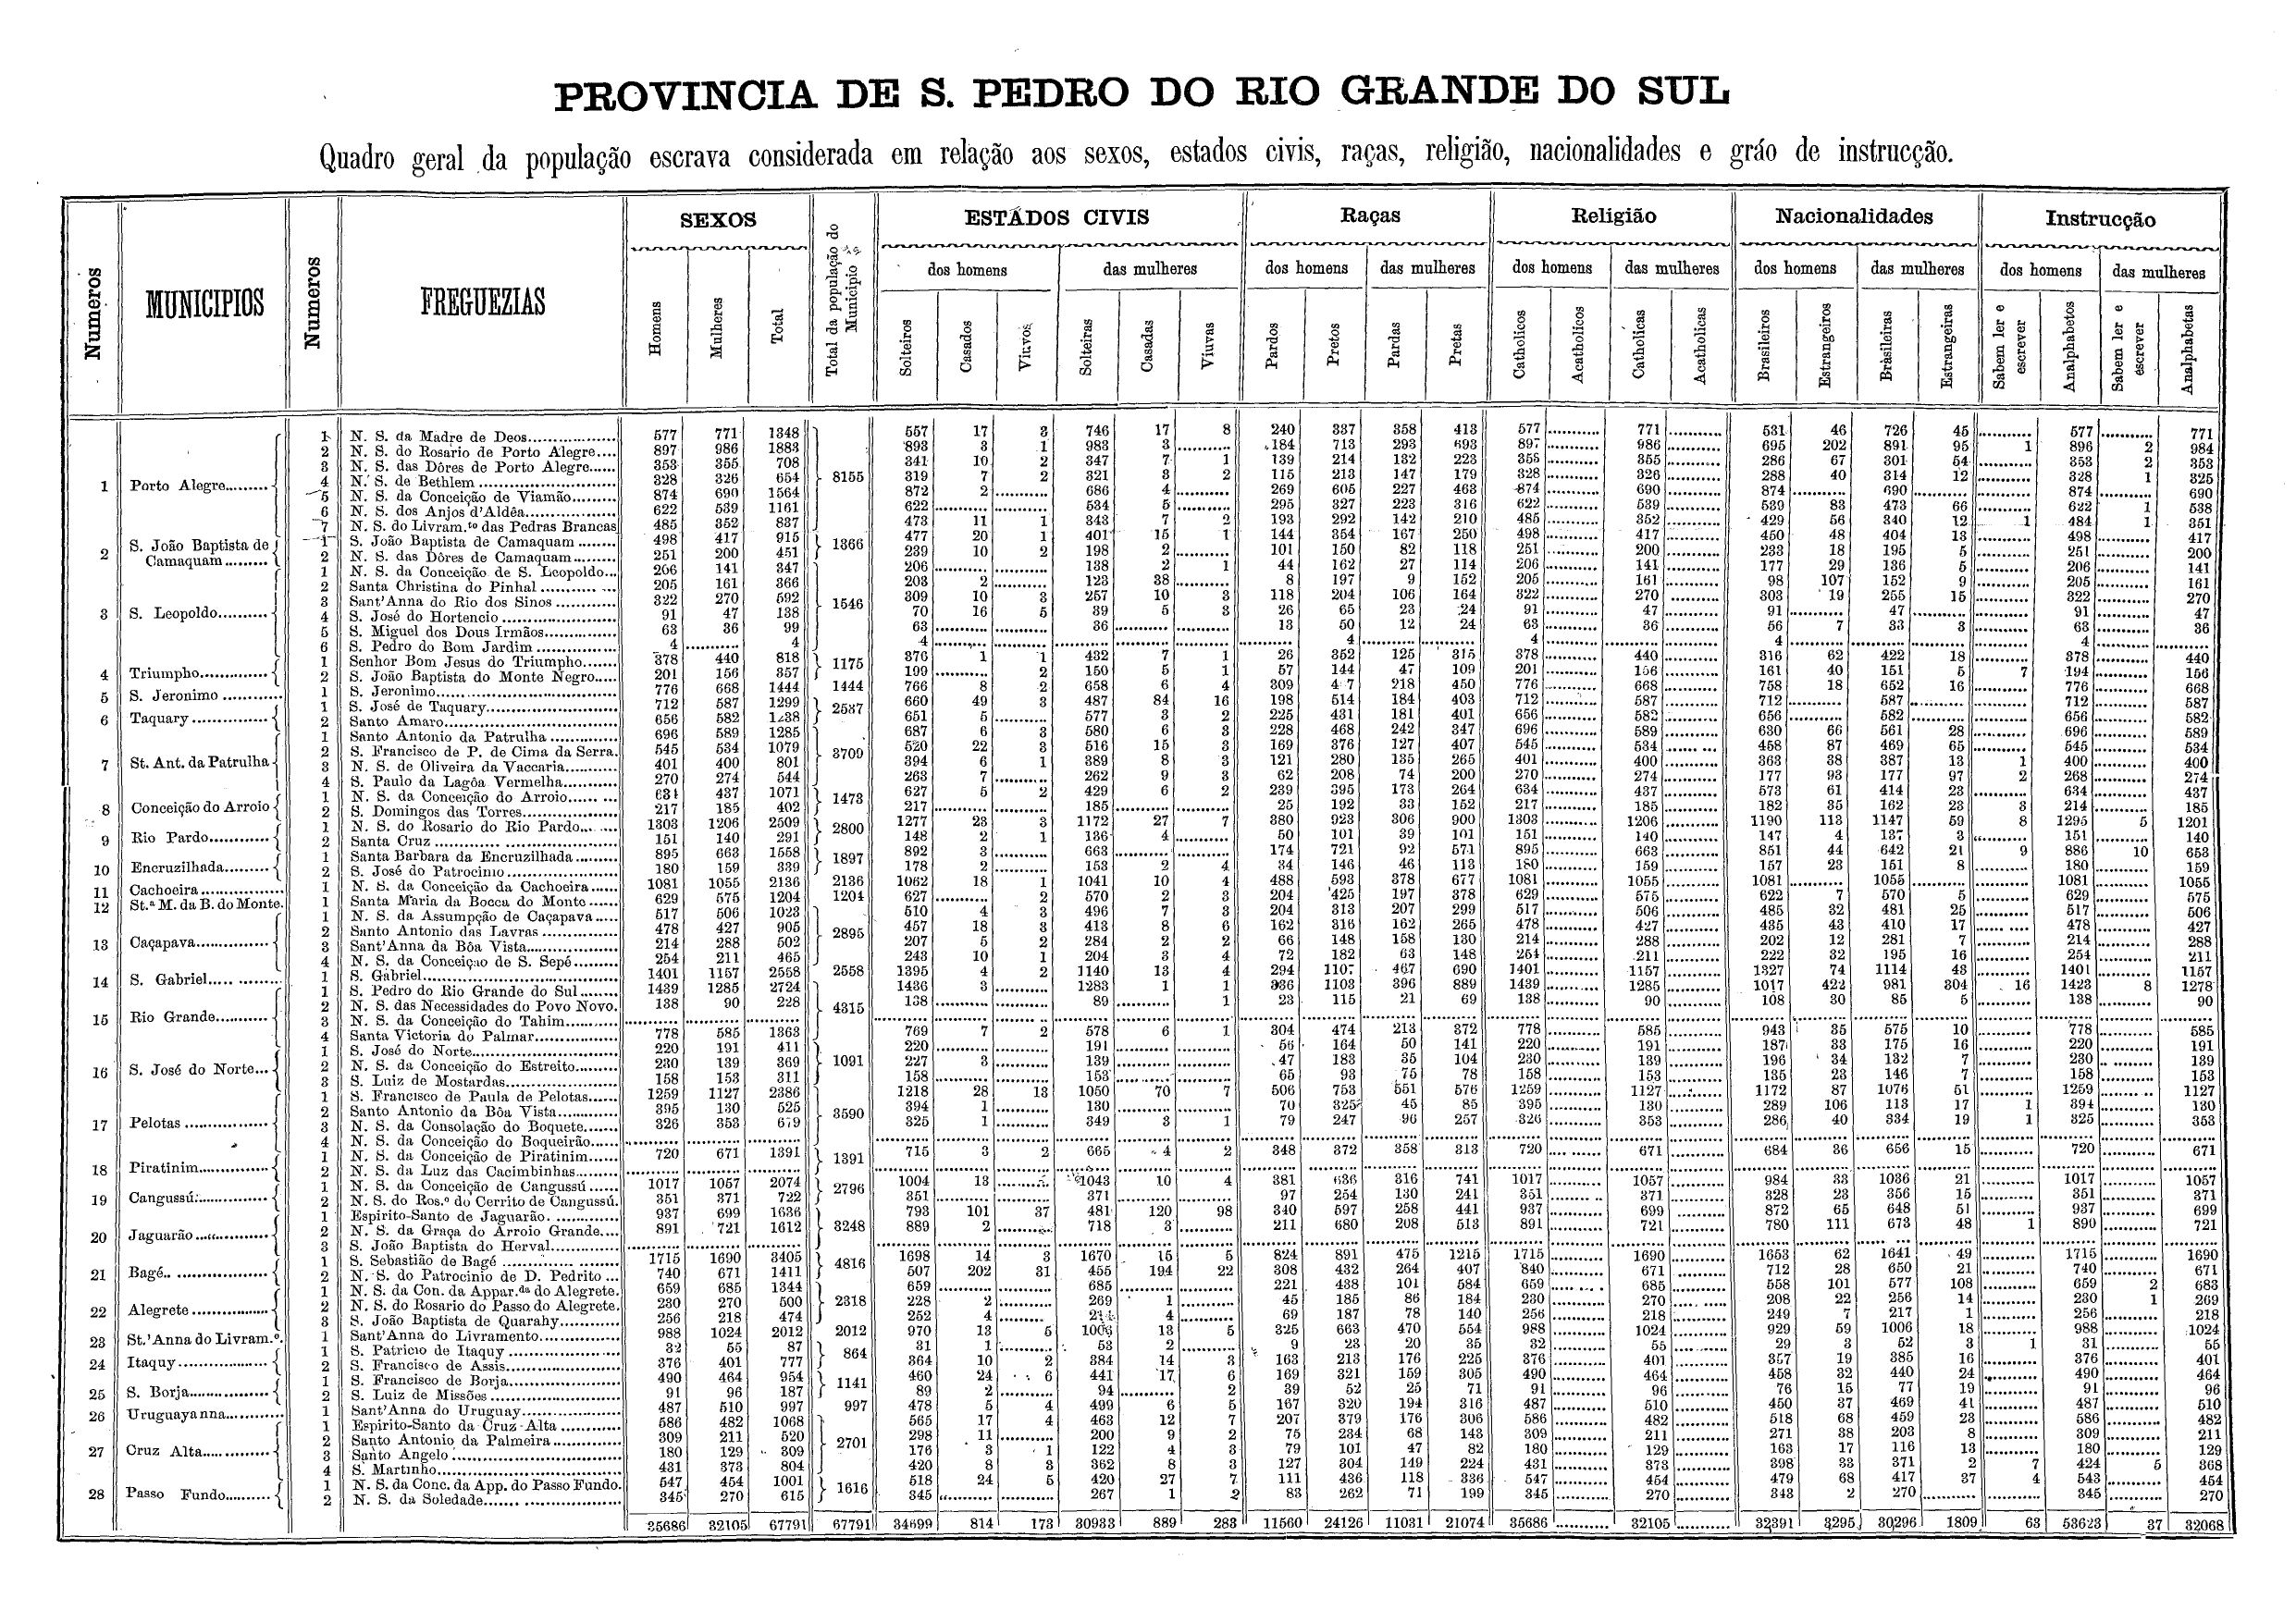 PROVINCIA DE S. PEDRO DO RIO GRANDE DO SUL
Quadro geral da população escrava considerada em relação aos sexos, estados civis, raças, religião, nacionalidades e gráo de instrucção.
Numeros | MUNICIPIOS | Numeros | FREGUEZIAS | SEXOS | Total da população do Municipio | ESTADOS CIVIS | Raças | Religião | Nacionalidades | Instrucção
dos homens | das mulheres | dos homens | das mulheres | dos homens | das mulheres | dos homens | das mulheres | dos homens | das mulheres
Homens | Mulheres | Total | Solteiros | Casados | Viuvos | Solteiras | Casadas | Viuvas | Pardos | Pretos | Pardas | Pretas | Catholicos | Acatholicos | Catholicas | Acatholicas | Brasileiros | Estrangeiros | Brasileiras | Estrangeiras | Sabem ler e escrever | Analphabetos | Sabem ler e escrever | Analphabetas
1 Porto Alegre 8155
1 N. S. da Madre de Deos 577 771 1348 557 17 3 746 17 8 240 337 358 413 577 .... 771 .... 531 46 726 45 .... 577 .... 771
2 N. S. do Rosario de Porto Alegre 897 986 1883 893 3 1 983 3 .... 184 713 293 693 897 .... 986 .... 695 202 891 95 1 896 2 984
3 N. S. das Dôres de Porto Alegre 353 355 708 341 10 2 347 7 1 139 214 132 223 355 .... 355 .... 286 67 301 54 .... 353 2 353
4 N. S. de Bethlem 328 326 654 319 7 2 321 3 2 115 213 147 179 328 .... 326 .... 288 40 314 12 .... 328 1 325
5 N. S. da Conceição de Viamão 874 690 1564 872 2 .... 686 4 .... 269 605 227 463 874 .... 690 .... 874 .... 690 .... .... 874 .... 690
6 N. S. dos Anjos d'Aldêa 622 539 1161 622 .... .... 534 5 .... 295 327 223 316 622 .... 539 .... 539 83 473 66 .... 622 1 538
7 N. S. do Livram.to das Pedras Brancas 485 352 837 473 11 1 343 7 2 193 292 142 210 485 .... 352 .... 429 56 340 12 1 484 1 351
2 S. João Baptista de Camaquam 1366
1 S. João Baptista de Camaquam 498 417 915 477 20 1 401 15 1 144 354 167 250 498 .... 417 .... 450 48 404 13 .... 498 .... 417
2 N. S. das Dôres de Camaquam 251 200 451 239 10 2 198 2 .... 101 150 82 118 251 .... 200 .... 233 18 195 5 .... 251 .... 200
3 S. Leopoldo 1546
1 N. S. da Conceição de S. Leopoldo 206 141 347 206 .... .... 138 2 1 44 162 27 114 206 .... 141 .... 177 29 136 5 .... 206 .... 141
2 Santa Christina do Pinhal 205 161 366 203 2 .... 123 38 .... 8 197 9 152 205 .... 161 .... 98 107 152 9 .... 205 .... 161
3 Sant'Anna do Rio dos Sinos 322 270 592 309 10 3 257 10 3 118 204 106 164 322 .... 270 .... 303 19 255 15 .... 322 .... 270
4 S. José do Hortencio 91 47 138 70 16 5 39 5 3 26 65 23 24 91 .... 47 .... 91 .... 47 .... .... 91 .... 47
5 S. Miguel dos Dous Irmãos 63 36 99 63 .... .... 36 .... .... 13 50 12 24 63 .... 36 .... 56 7 33 3 .... 63 .... 36
6 S. Pedro do Bom Jardim 4 .... 4 4 .... .... .... .... .... .... 4 .... .... 4 .... .... .... 4 .... .... .... .... 4 .... ....
4 Triumpho 1175
1 Senhor Bom Jesus do Triumpho 378 440 818 376 1 1 432 7 1 26 352 125 315 378 .... 440 .... 316 62 422 18 .... 378 .... 440
2 S. João Baptista do Monte Negro 201 156 357 199 .... 2 150 5 1 57 144 47 109 201 .... 156 .... 161 40 151 5 7 194 .... 156
5 S. Jeronimo 1 S. Jeronimo 776 668 1444 1444 766 8 2 658 6 4 309 4 7 218 450 776 .... 668 .... 758 18 652 16 .... 776 .... 668
6 Taquary 2537
1 S. José de Taquary 712 587 1299 660 49 3 487 84 16 198 514 184 403 712 .... 587 .... 712 .... 587 .... .... 712 .... 587
2 Santo Amaro 656 582 1238 651 5 .... 577 3 2 225 431 181 401 656 .... 582 .... 656 .... 582 .... .... 656 .... 582
7 St. Ant. da Patrulha 3709
1 Santo Antonio da Patrulha 696 589 1285 687 6 3 580 6 3 228 468 242 347 696 .... 589 .... 630 66 561 28 .... 696 .... 589
2 S. Francisco de P. de Cima da Serra. 545 534 1079 520 22 3 516 15 3 169 376 127 407 545 .... 534 .... 458 87 469 65 .... 545 .... 534
3 N. S. de Oliveira da Vaccaria 401 400 801 394 6 1 389 8 3 121 280 135 265 401 .... 400 .... 363 38 387 13 1 400 .... 400
4 S. Paulo da Lagôa Vermelha 270 274 544 263 7 .... 262 9 3 62 208 74 200 270 .... 274 .... 177 93 177 97 2 268 .... 274
8 Conceição do Arroio 1473
1 N. S. da Conceição do Arroio 634 437 1071 627 5 2 429 6 2 239 395 173 264 634 .... 437 .... 573 61 414 23 .... 634 .... 437
2 S. Domingos das Torres 217 185 402 217 .... .... 185 .... .... 25 192 33 152 217 .... 185 .... 182 35 162 23 3 214 .... 185
9 Rio Pardo 2800
1 N. S. do Rosario do Rio Pardo 1303 1206 2509 1277 23 3 1172 27 7 380 923 306 900 1303 .... 1206 .... 1190 113 1147 59 8 1295 5 1201
2 Santa Cruz 151 140 291 148 2 1 136 4 .... 50 101 39 101 151 .... 140 .... 147 4 137 3 .... 151 .... 140
10 Encruzilhada 1897
1 Santa Barbara da Encruzilhada 895 663 1558 892 3 .... 663 .... .... 174 721 92 571 895 .... 663 .... 851 44 642 21 9 886 10 653
2 S. José do Patrocinio 180 159 339 178 2 .... 153 2 4 34 146 46 113 180 .... 159 .... 157 23 151 8 .... 180 .... 159
11 Cachoeira 1 N. S. da Conceição da Cachoeira 1081 1055 2136 2136 1062 18 1 1041 10 4 488 593 378 677 1081 .... 1055 .... 1081 .... 1055 .... .... 1081 .... 1055
12 St.a M. da B. do Monte. 1 Santa Maria da Bocca do Monte 629 575 1204 1204 627 .... 2 570 2 3 204 425 197 378 629 .... 575 .... 622 7 570 5 .... 629 .... 575
13 Caçapava 2895
1 N. S. da Assumpção de Caçapava 517 506 1023 510 4 3 496 7 3 204 313 207 299 517 .... 506 .... 485 32 481 25 .... 517 .... 506
2 Santo Antonio das Lavras 478 427 905 457 18 3 413 8 6 162 316 162 265 478 .... 427 .... 435 43 410 17 .... 478 .... 427
3 Sant'Anna da Bôa Vista 214 288 502 207 5 2 284 2 2 66 148 158 130 214 .... 288 .... 202 12 281 7 .... 214 .... 288
4 N. S. da Conceição de S. Sepé 254 211 465 243 10 1 204 3 4 72 182 63 148 254 .... 211 .... 222 32 195 16 .... 254 .... 211
14 S. Gabriel 1 S. Gabriel 1401 1157 2558 2558 1395 4 2 1140 13 4 294 1107 467 690 1401 .... 1157 .... 1327 74 1114 43 .... 1401 .... 1157
15 Rio Grande 4315
1 S. Pedro do Rio Grande do Sul 1439 1285 2724 1436 3 .... 1283 1 1 336 1103 396 889 1439 .... 1285 .... 1017 422 981 304 16 1423 8 1278
2 N. S. das Necessidades do Povo Novo. 138 90 228 138 .... .... 89 .... 1 23 115 21 69 138 .... 90 .... 108 30 85 5 .... 138 .... 90
3 N. S. da Conceição do Tahim ....
4 Santa Victoria do Palmar 778 585 1363 769 7 2 578 6 1 304 474 213 372 778 .... 585 .... 943 35 575 10 .... 778 .... 585
16 S. José do Norte 1091
1 S. José do Norte 220 191 411 220 .... .... 191 .... .... 56 164 50 141 220 .... 191 .... 187 33 175 16 .... 220 .... 191
2 N. S. da Conceição do Estreito 230 139 369 227 3 .... 139 .... .... 47 183 35 104 230 .... 139 .... 196 34 132 7 .... 230 .... 139
3 S. Luiz de Mostardas 158 153 311 158 .... .... 153 .... .... 65 93 75 78 158 .... 153 .... 135 23 146 7 .... 158 .... 153
17 Pelotas 3590
1 S. Francisco de Paula de Pelotas 1259 1127 2386 1218 28 13 1050 70 7 506 753 551 576 1259 .... 1127 .... 1172 87 1076 51 .... 1259 .... 1127
2 Santo Antonio da Bôa Vista 395 130 525 394 1 .... 130 .... .... 70 325 45 85 395 .... 130 .... 289 106 113 17 1 394 .... 130
3 N. S. da Consolação do Boquete 326 353 679 325 1 .... 349 3 1 79 247 96 257 326 .... 353 .... 286 40 334 19 1 325 .... 353
4 N. S. da Conceição do Boqueirão ....
18 Piratinim 1391
1 N. S. da Conceição de Piratinim 720 671 1391 715 3 2 665 4 2 348 372 358 313 720 .... 671 .... 684 36 656 15 .... 720 .... 671
2 N. S. da Luz das Cacimbinhas ....
19 Cangussú 2796
1 N. S. da Conceição de Cangussú 1017 1057 2074 1004 13 .... 1043 10 4 381 636 316 741 1017 .... 1057 .... 984 33 1036 21 .... 1017 .... 1057
2 N. S. do Ros.o do Cerrito de Cangussú. 351 371 722 351 .... .... 371 .... .... 97 254 130 241 351 .... 371 .... 328 23 356 15 .... 351 .... 371
20 Jaguarão 3248
1 Espirito-Santo de Jaguarão 937 699 1636 793 101 37 481 120 98 340 597 258 441 937 .... 699 .... 872 65 648 51 .... 937 .... 699
2 N. S. da Graça do Arroio Grande 891 721 1612 889 2 .... 718 3 .... 211 680 208 513 891 .... 721 .... 780 111 673 48 1 890 .... 721
3 S. João Baptista do Herval ....
21 Bagé 4816
1 S. Sebastião de Bagé 1715 1690 3405 1698 14 3 1670 15 5 824 891 475 1215 1715 .... 1690 .... 1653 62 1641 49 .... 1715 .... 1690
2 N. S. do Patrocinio de D. Pedrito 740 671 1411 507 202 31 455 194 22 308 432 264 407 840 .... 671 .... 712 28 650 21 .... 740 .... 671
22 Alegrete 2318
1 N. S. da Con. da Appar.da do Alegrete. 659 685 1344 659 .... .... 685 .... .... 221 438 101 584 659 .... 685 .... 558 101 577 108 .... 659 2 683
2 N. S. do Rosario do Passo do Alegrete. 230 270 500 228 2 .... 269 1 .... 45 185 86 184 230 .... 270 .... 208 22 256 14 .... 230 1 269
3 S. João Baptista de Quarahy 256 218 474 252 4 .... 4 .... 69 187 78 140 256 .... 218 .... 249 7 217 1 .... 256 .... 218
23 St.'Anna do Livram.o. 1 Sant'Anna do Livramento 988 1024 2012 2012 970 13 5 1006 13 5 325 663 470 554 988 .... 1024 .... 929 59 1006 18 .... 988 .... 1024
24 Itaquy 864
1 S. Patricio de Itaquy 32 55 87 31 1 .... 53 2 .... 9 23 20 35 32 .... 55 .... 29 3 52 3 1 31 .... 55
2 S. Francisco de Assis 376 401 777 364 10 2 384 14 3 163 213 176 225 376 .... 401 .... 357 19 385 16 .... 376 .... 401
25 S. Borja 1141
1 S. Francisco de Borja 490 464 954 460 24 6 441 17 6 169 321 159 305 490 .... 464 .... 458 32 440 24 .... 490 .... 464
2 S. Luiz de Missões 91 96 187 89 2 .... 94 .... 2 39 52 25 71 91 .... 96 .... 76 15 77 19 .... 91 .... 96
26 Uruguayanna 1 Sant'Anna do Uruguay 487 510 997 997 478 5 4 499 6 5 167 320 194 316 487 .... 510 .... 450 37 469 41 .... 487 .... 510
27 Cruz Alta 2701
1 Espirito-Santo da Cruz-Alta 586 482 1068 565 17 4 463 12 7 207 379 176 306 586 .... 482 .... 518 68 459 23 .... 586 .... 482
2 Santo Antonio da Palmeira 309 211 520 298 11 .... 200 9 2 75 234 68 143 309 .... 211 .... 271 38 203 8 .... 309 .... 211
3 Santo Angelo 180 129 309 176 3 1 122 4 3 79 101 47 82 180 .... 129 .... 163 17 116 13 .... 180 .... 129
4 S. Martinho 431 373 804 420 8 3 362 8 3 127 304 149 224 431 .... 373 .... 398 33 371 2 7 424 5 368
28 Passo Fundo 1616
1 N. S. da Conc. da App. do Passo Fundo. 547 454 1001 518 24 5 420 27 7 111 436 118 336 547 .... 454 .... 479 68 417 37 4 543 .... 454
2 N. S. da Soledade 345 270 615 345 .... .... 267 1 2 83 262 71 199 345 .... 270 .... 343 2 270 .... .... 345 .... 270
35686 32105 67791 67791 34699 814 173 30933 889 283 11560 24126 11031 21074 35686 .... 32105 .... 32391 3295 30296 1809 63 53623 37 32068